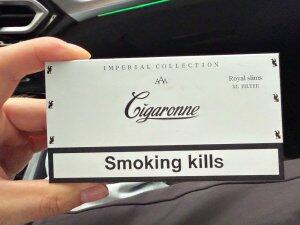 IMPERIAL COLLECTION
Royal slims
XL FILTER
Cigaronne
Smoking kills